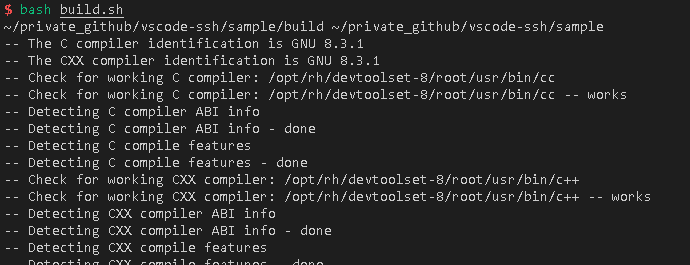 $ bash build.sh
~/private_github/vscode-ssh/sample/build ~/private_github/vscode-ssh/sample
-- The C compiler identification is GNU 8.3.1
-- The CXX compiler identification is GNU 8.3.1
-- Check for working C compiler: /opt/rh/devtoolset-8/root/usr/bin/cc
-- Check for working C compiler: /opt/rh/devtoolset-8/root/usr/bin/cc -- works
-- Detecting C compiler ABI info
-- Detecting C compiler ABI info - done
-- Detecting C compile features
-- Detecting C compile features - done
-- Check for working CXX compiler: /opt/rh/devtoolset-8/root/usr/bin/c++
-- Check for working CXX compiler: /opt/rh/devtoolset-8/root/usr/bin/c++ -- works
-- Detecting CXX compiler ABI info
-- Detecting CXX compiler ABI info - done
-- Detecting CXX compile features
-- Detecting CXX compile features - done